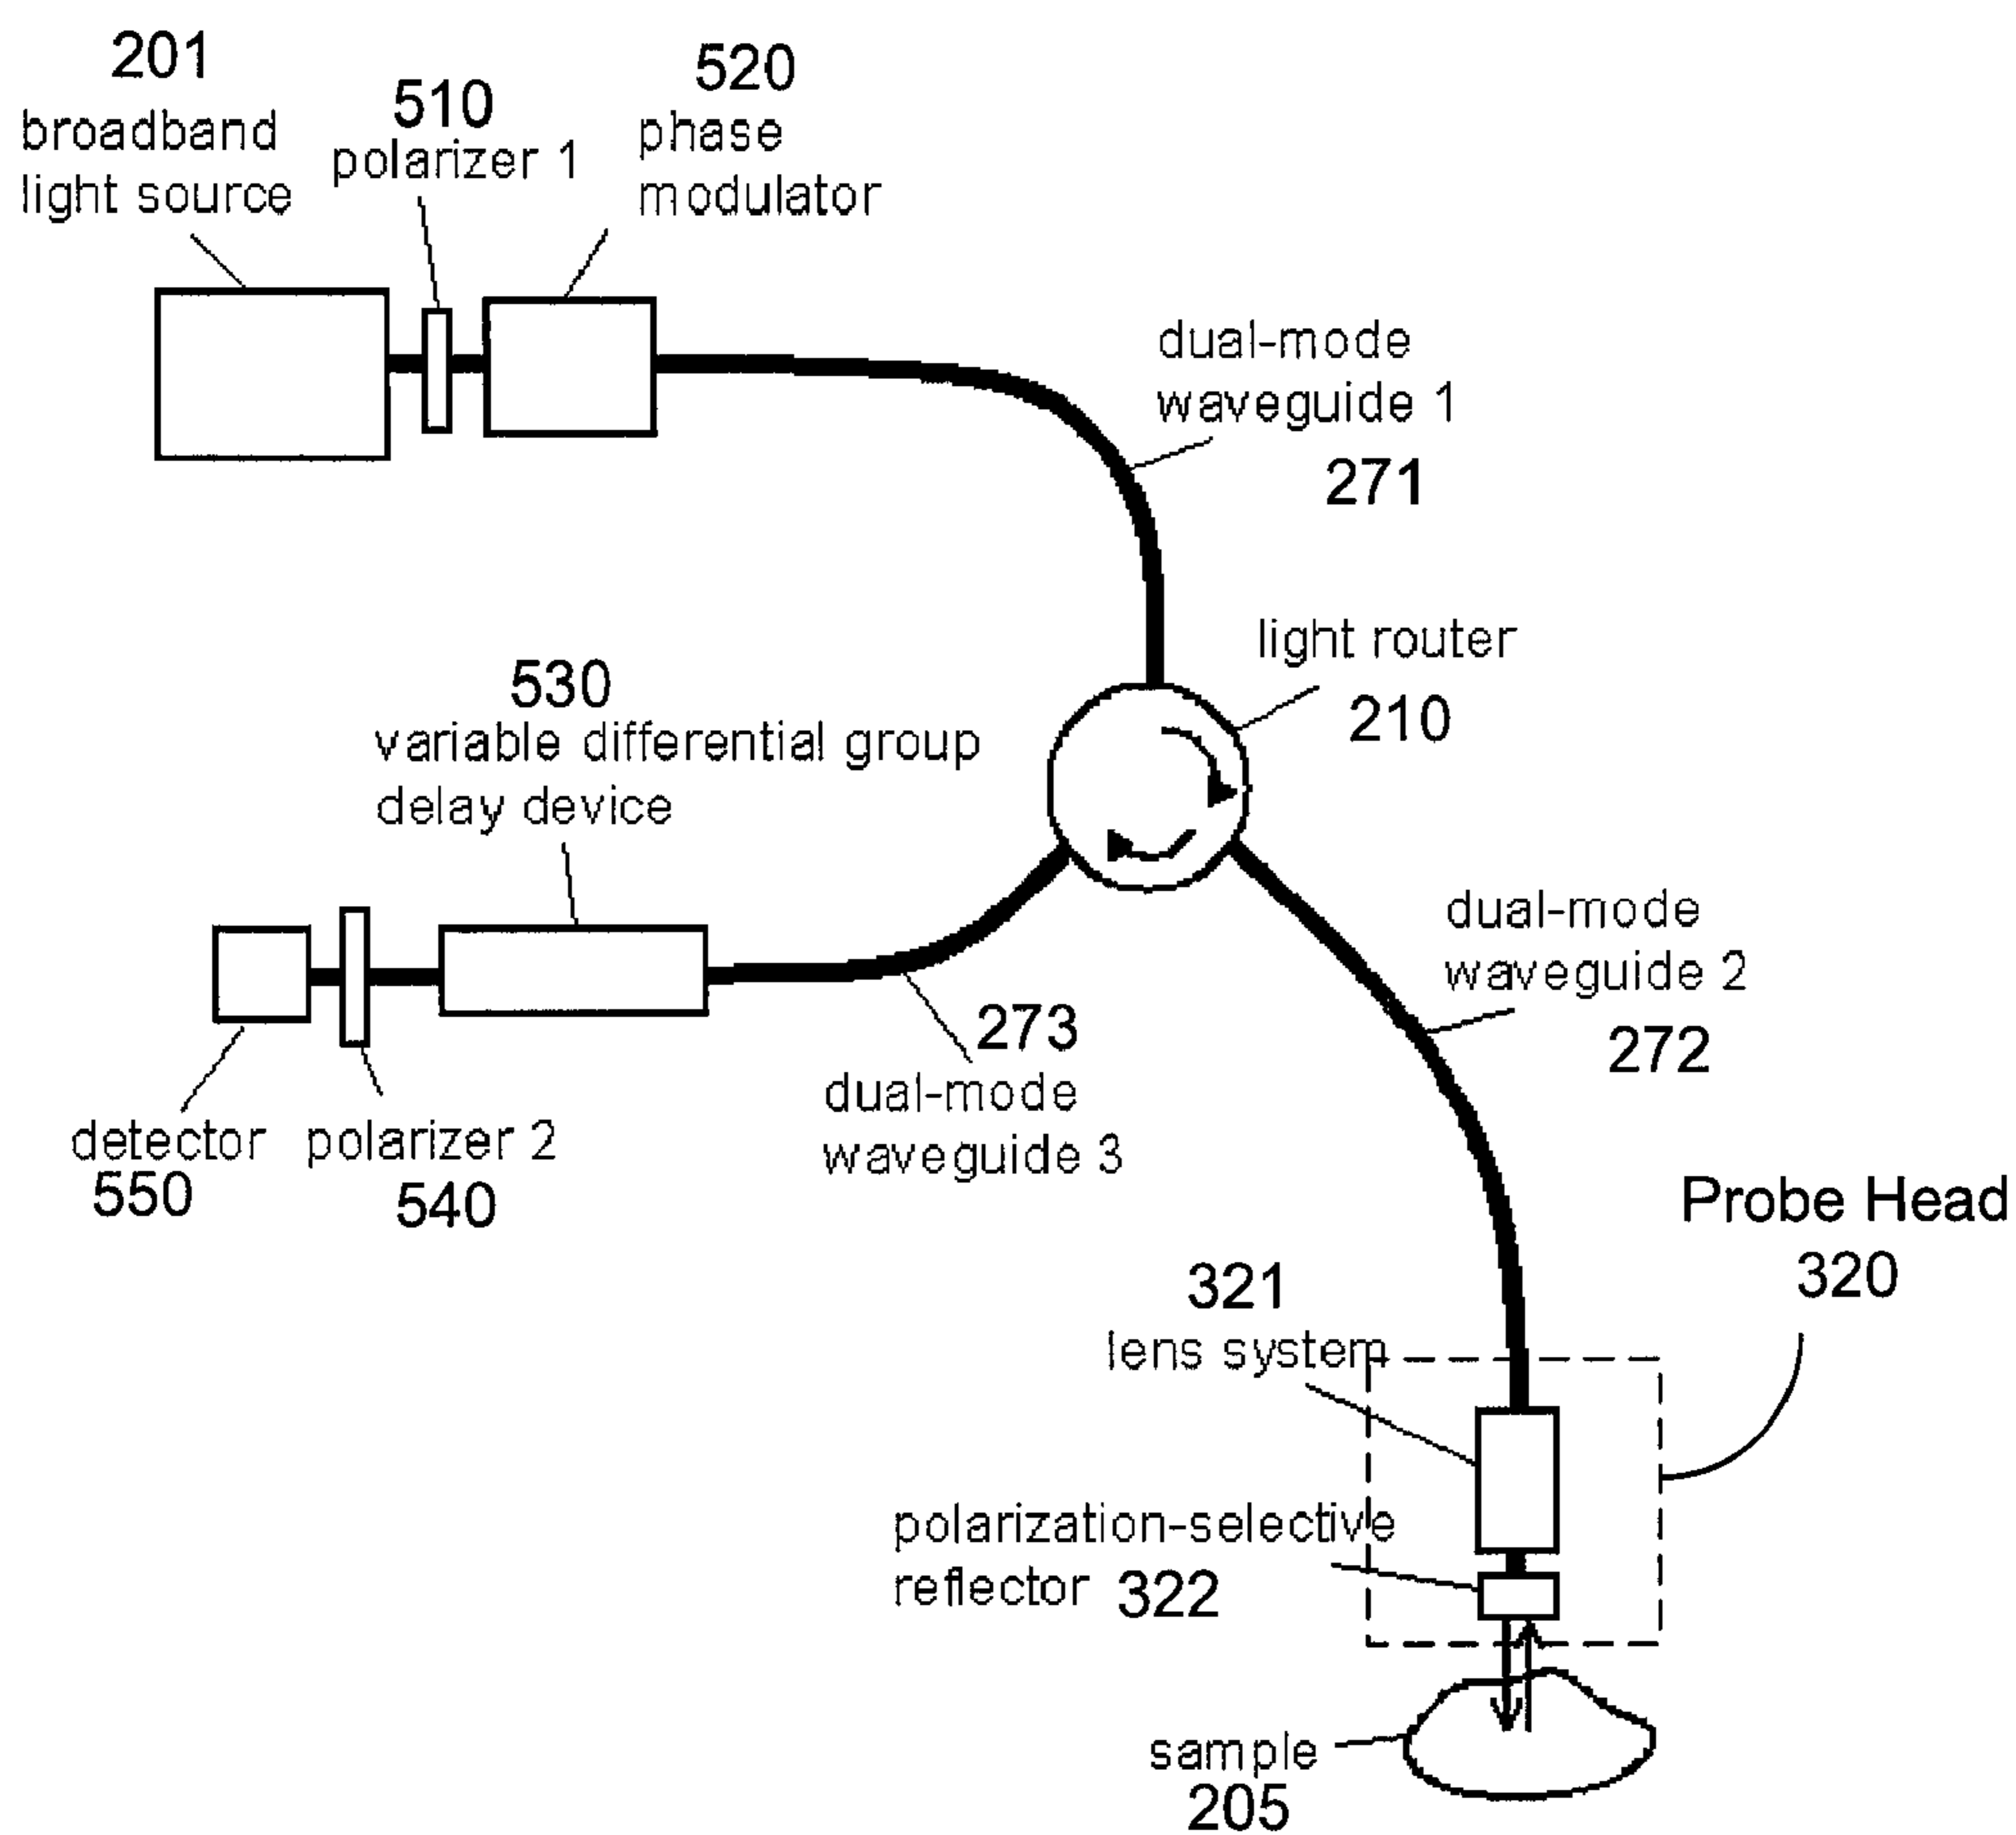 201
broadband
light source
510
polarizer 1
520
phase
modulator
dual-mode
waveguide 1
271
light router
210
530
variable differential group
delay device
dual-mode
waveguide 2
272
273
dual-mode
waveguide 3
detector
550
polarizer 2
540
Probe Head
320
321
lens system
polarization-selective
reflector 322
sample
205